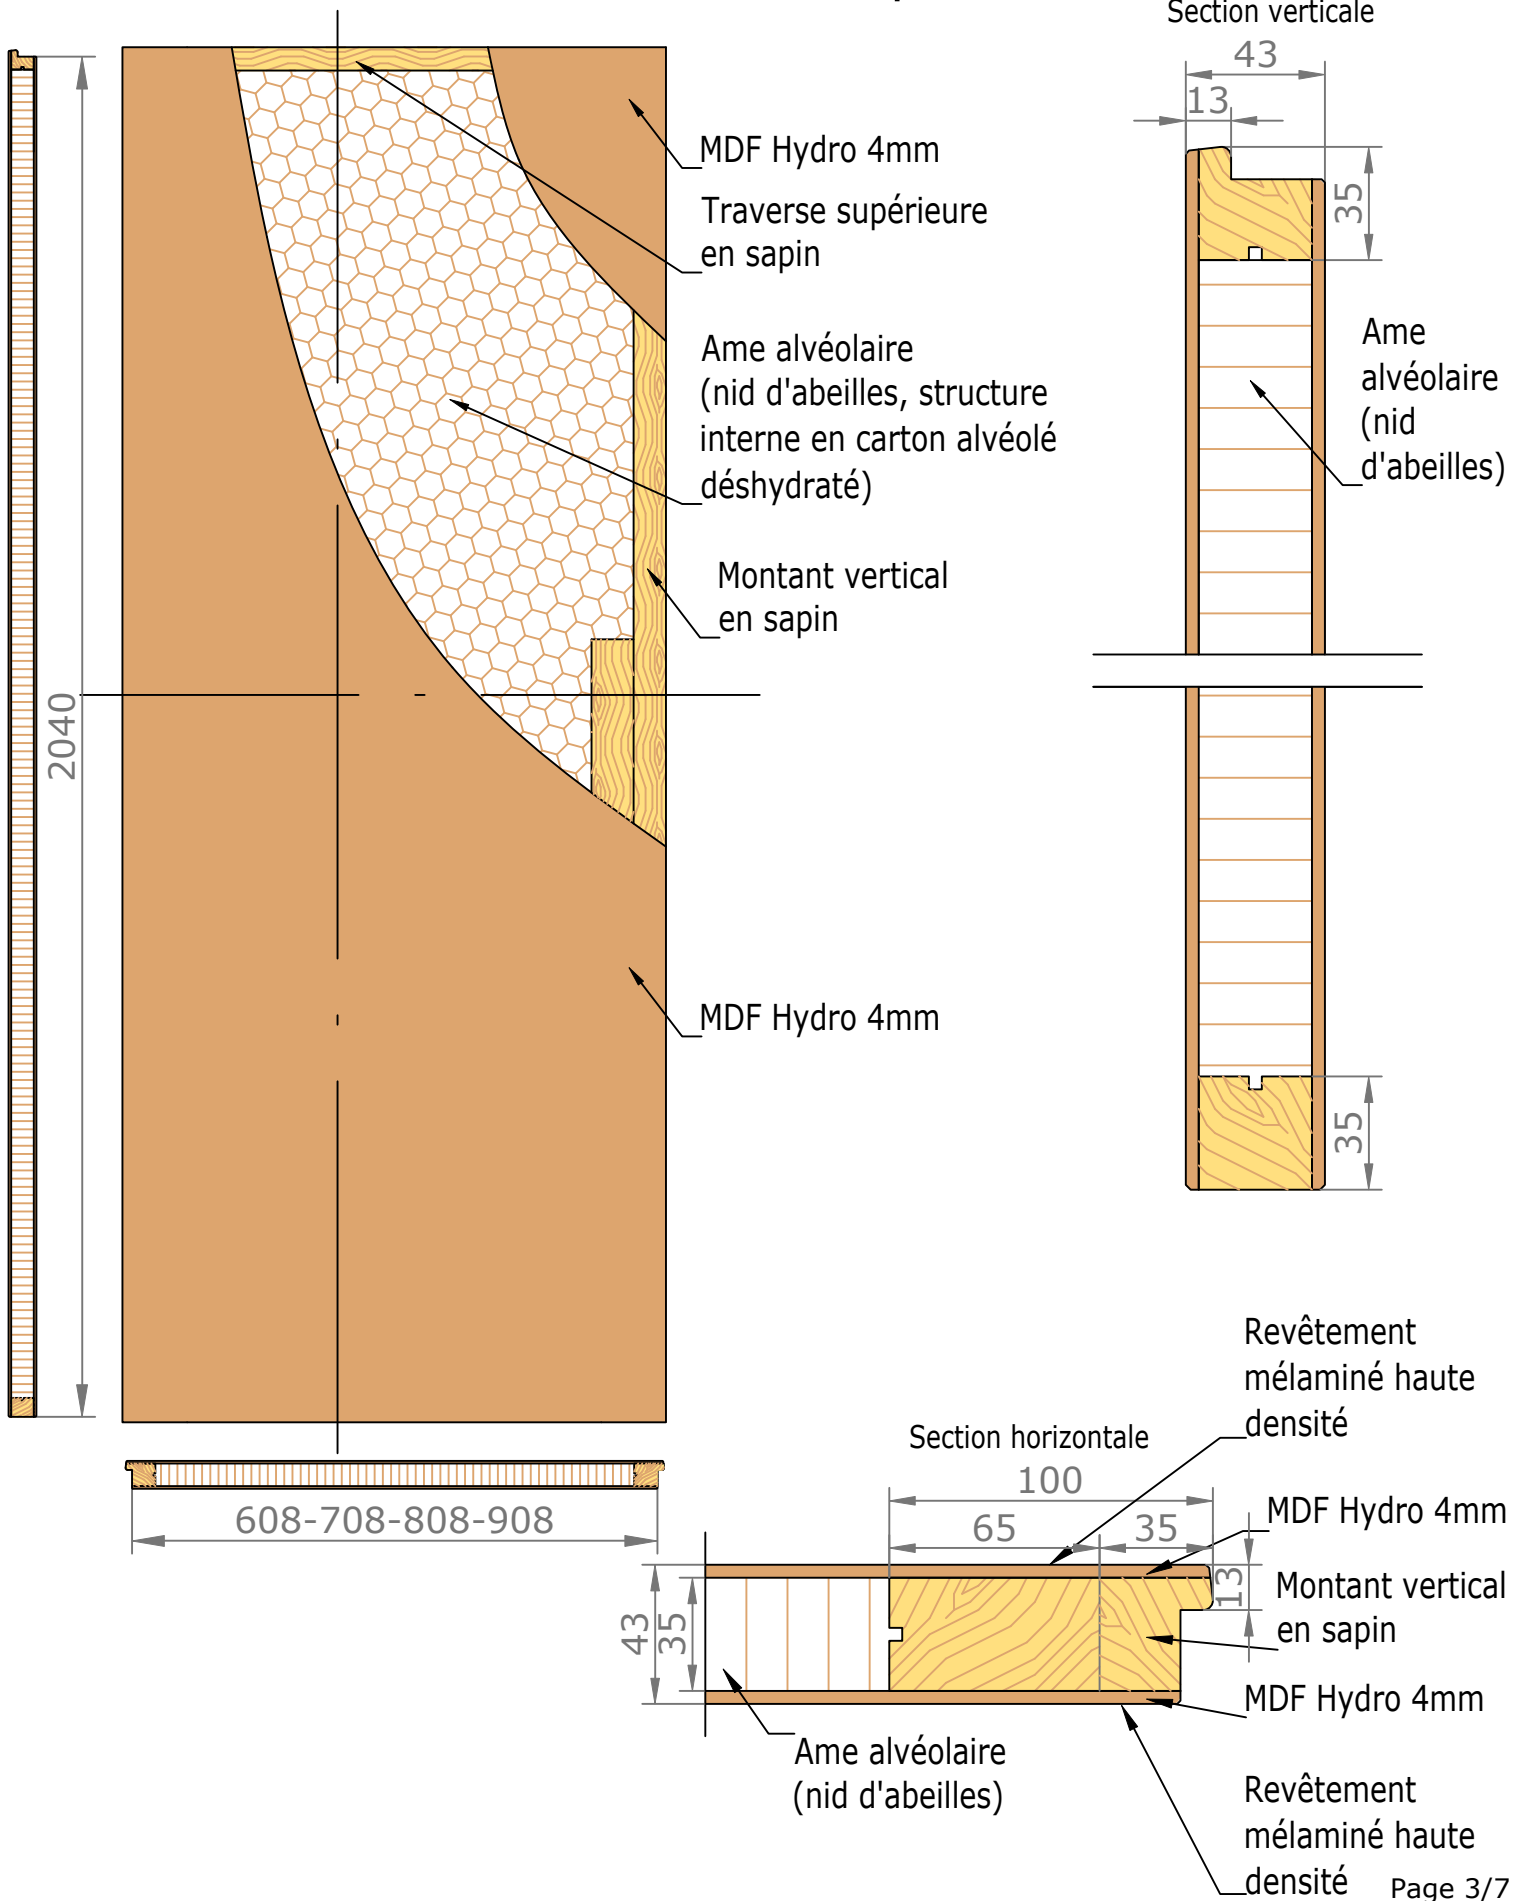 Section verticale
43
13
MDF Hydro 4mm
Traverse supérieure
en sapin
35
Ame alvéolaire
(nid d'abeilles, structure
interne en carton alvéolé
déshydraté)
Ame
alvéolaire
(nid
d'abeilles)
Montant vertical
en sapin
2040
MDF Hydro 4mm
35
Revêtement
mélaminé haute
densité
Section horizontale
100
608-708-808-908
65
35
MDF Hydro 4mm
13
Montant vertical
en sapin
43
35
MDF Hydro 4mm
Ame alvéolaire
(nid d'abeilles)
Revêtement
mélaminé haute
densité
Page 3/7